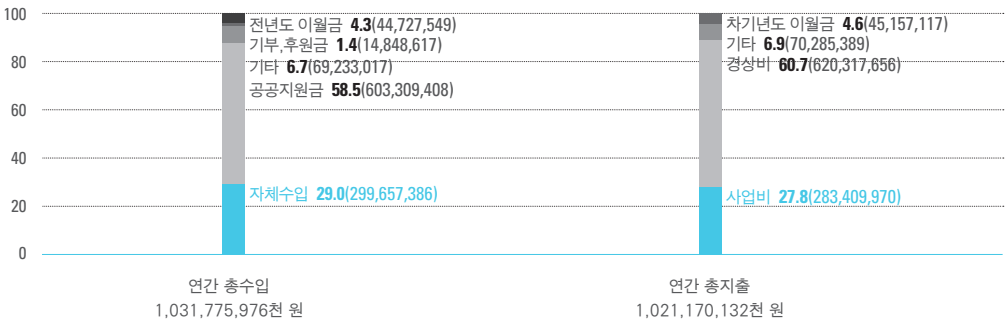 100
80
60
40
20
0
전년도 이월금 4.3(44,727,549)
기부,후원금 1.4(14,848,617)
기타 6.7(69,233,017)
공공지원금 58.5(603,309,408)
자체수입 29.0(299,657,386)
차기년도 이월금 4.6(45,157,117)
기타 6.9(70,285,389)
경상비 60.7(620,317,656)
사업비 27.8(283,409,970)
연간 총수입
1,031,775,976천 원
연간 총지출
1,021,170,132천 원